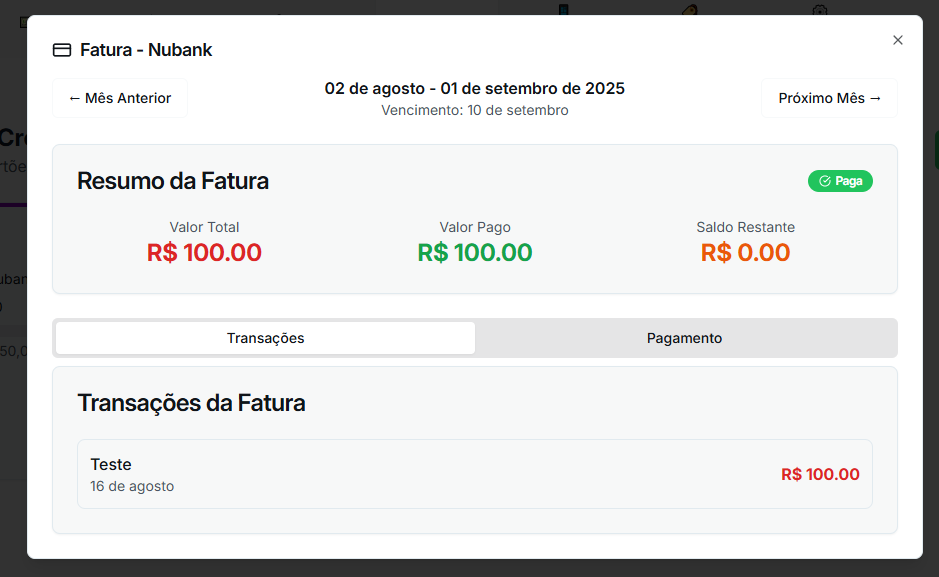 Fatura - Nubank
← Mês Anterior
02 de agosto - 01 de setembro de 2025
Vencimento: 10 de setembro
Próximo Mês →
Resumo da Fatura
Paga
Valor Total
R$ 100.00
Valor Pago
R$ 100.00
Saldo Restante
R$ 0.00
Transações
Pagamento
Transações da Fatura
Teste
16 de agosto
R$ 100.00